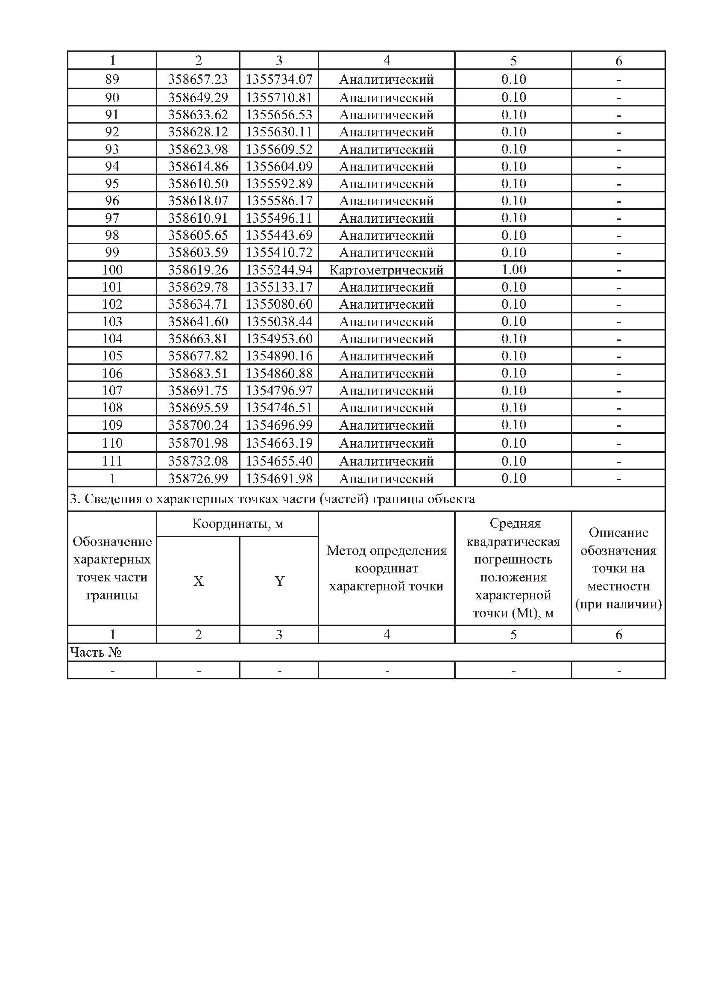 1 2 3 4 5 6
89 358657.23 1355734.07 Аналитический 0.10 -
90 358649.29 1355710.81 Аналитический 0.10 -
91 358633.62 1355656.53 Аналитический 0.10 -
92 358628.12 1355630.11 Аналитический 0.10 -
93 358623.98 1355609.52 Аналитический 0.10 -
94 358614.86 1355604.09 Аналитический 0.10 -
95 358610.50 1355592.89 Аналитический 0.10 -
96 358618.07 1355586.17 Аналитический 0.10 -
97 358610.91 1355496.11 Аналитический 0.10 -
98 358605.65 1355443.69 Аналитический 0.10 -
99 358603.59 1355410.72 Аналитический 0.10 -
100 358619.26 1355244.94 Картометрический 1.00 -
101 358629.78 1355133.17 Аналитический 0.10 -
102 358634.71 1355080.60 Аналитический 0.10 -
103 358641.60 1355038.44 Аналитический 0.10 -
104 358663.81 1354953.60 Аналитический 0.10 -
105 358677.82 1354890.16 Аналитический 0.10 -
106 358683.51 1354860.88 Аналитический 0.10 -
107 358691.75 1354796.97 Аналитический 0.10 -
108 358695.59 1354746.51 Аналитический 0.10 -
109 358700.24 1354696.99 Аналитический 0.10 -
110 358701.98 1354663.19 Аналитический 0.10 -
111 358732.08 1354655.40 Аналитический 0.10 -
1 358726.99 1354691.98 Аналитический 0.10 -
3. Сведения о характерных точках части (частей) границы объекта
Обозначение
характерных
точек части
границы
Координаты, м
X
Y
Метод определения
координат
характерной точки
Средняя
квадратическая
погрешность
положения
характерной
точки (Mt), м
Описание
обозначения
точки на
местности
(при наличии)
1 2 3 4 5 6
Часть №
- - - - - -